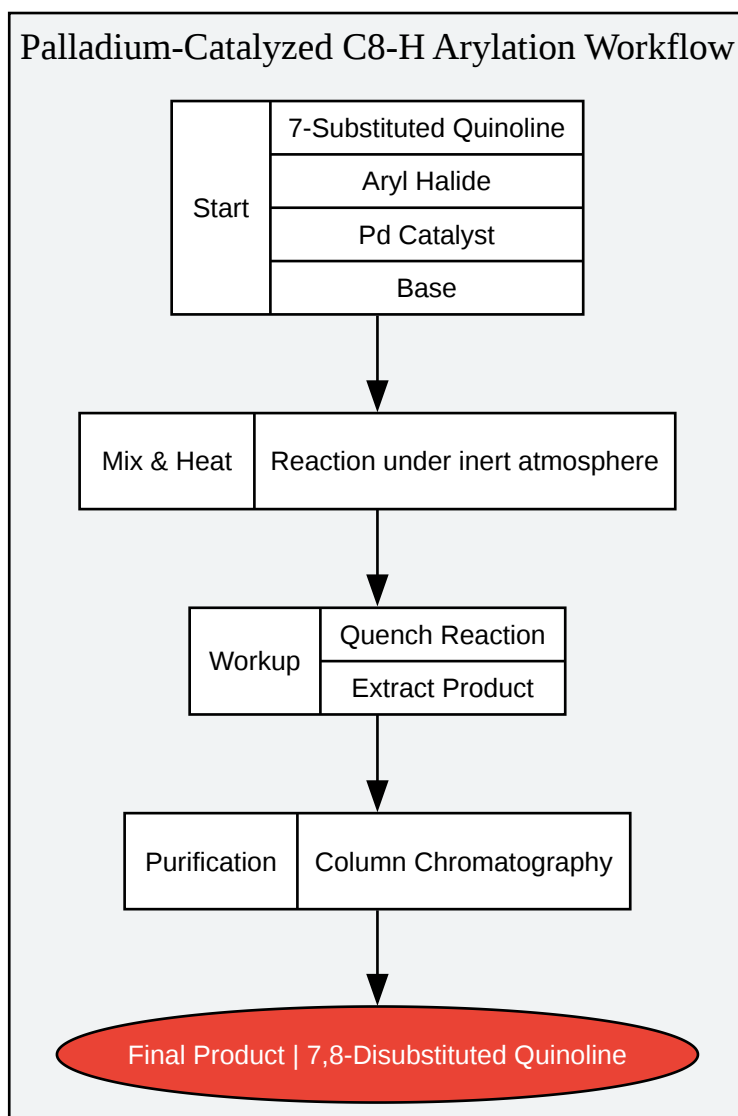 Palladium-Catalyzed C8-H Arylation Workflow
Start
7-Substituted Quinoline
Aryl Halide
Pd Catalyst
Base
Mix & Heat
Reaction under inert atmosphere
Workup
Quench Reaction
Extract Product
Purification
Column Chromatography
Final Product | 7,8-Disubstituted Quinoline